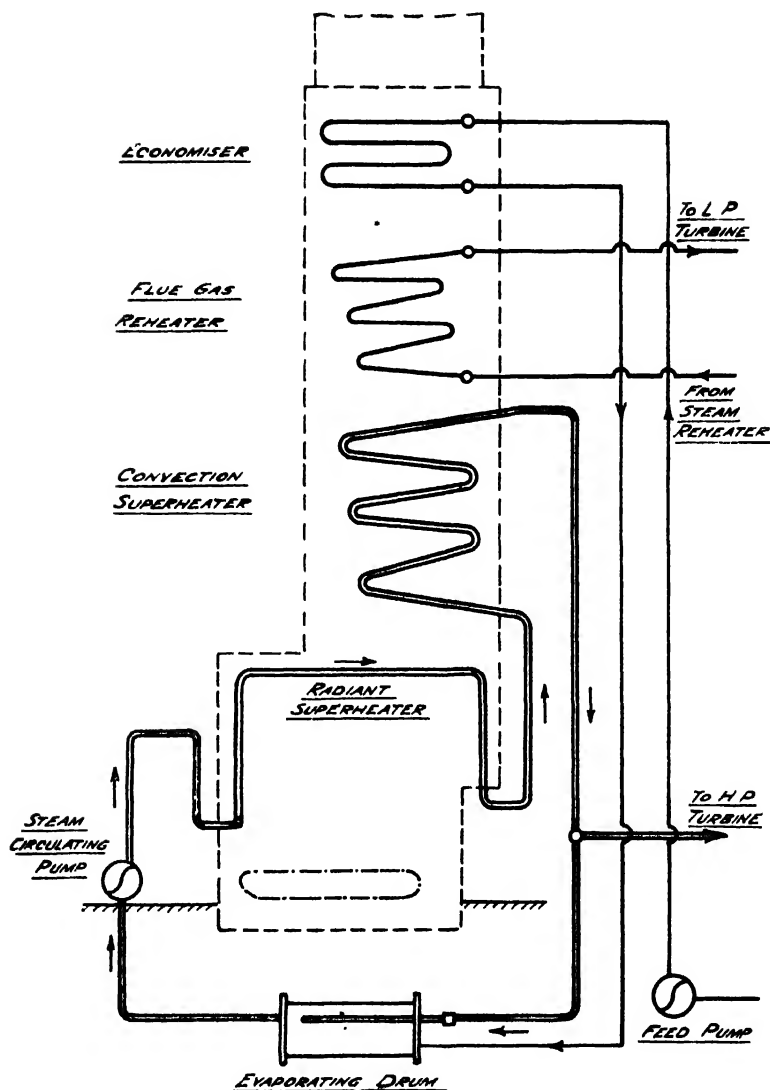 ECONOMISER
TO L P
TURBINE
FLUE GAS
REHEATER
FROM
STEAM
REHEATER
CONVECTION
SUPERHEATER
RADIANT
SUPERHEATER
TO H P
TURBINE
STEAM
CIRCULATING
PUMP
FEED PUMP
EVAPORATING DRUM